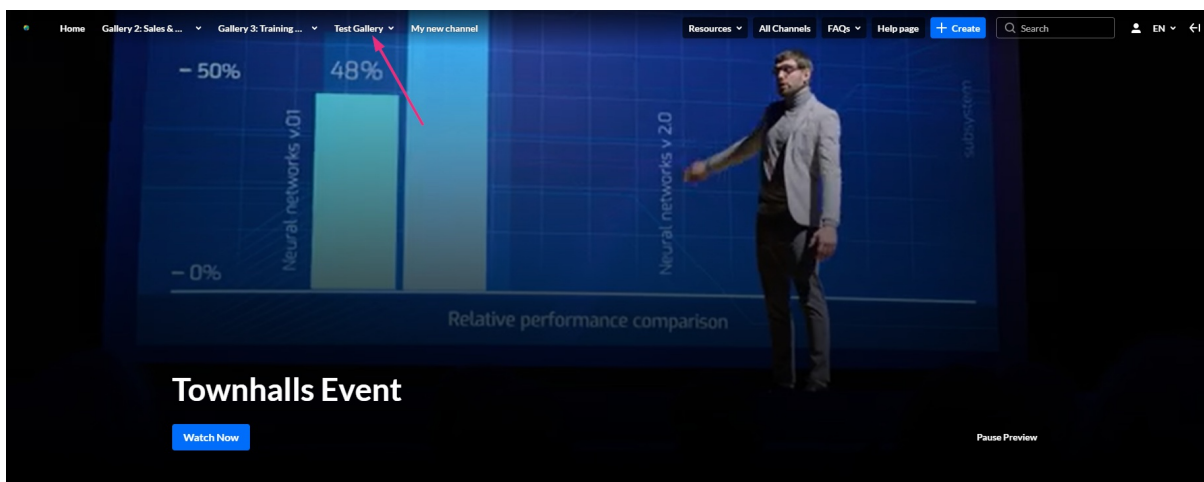 Home Gallery 2: Sales & ... Gallery 3: Training ... Test Gallery My new channel Resources All Channels FAQs Help page + Create Search EN
– 50%
48%
Neural networks v.01
Neural networks v 2.0
subsystem
– 0%
Relative performance comparison
Townhalls Event
Watch Now Pause Preview